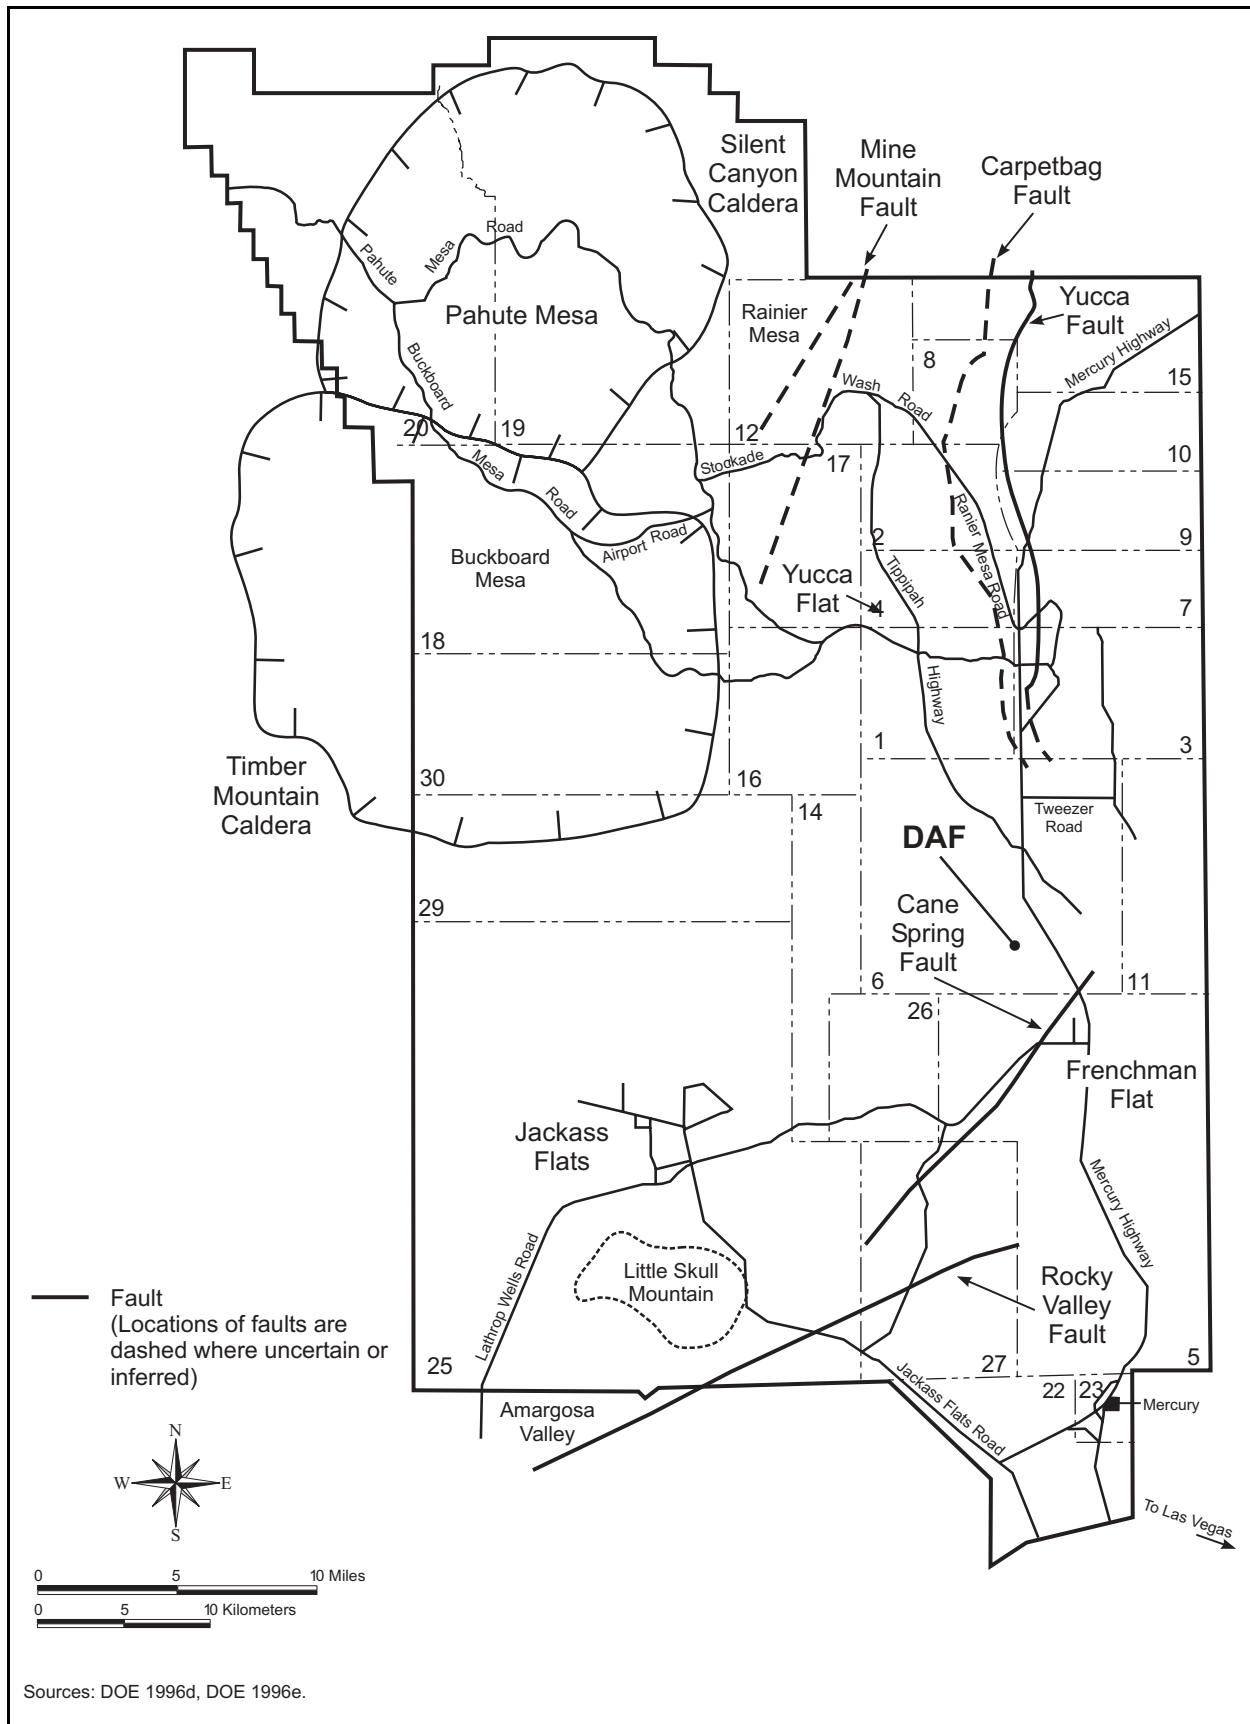 Silent
Canyon
Caldera
Mine
Mountain
Fault
Carpetbag
Fault
Yucca
Fault
Pahute
Mesa
Road
Pahute Mesa
Rainier
Mesa
Mercury Highway
8
15
Buckboard
Wash
Road
20
19
12
17
10
Mesa
Road
Stockade
Ranier Mesa Road
Airport Road
Buckboard
Mesa
2
9
Tippipah
Yucca
Flat
4
7
18
Highway
1
3
Timber
Mountain
Caldera
30
16
14
Tweezer
Road
DAF
29
Cane
Spring
Fault
6
11
26
Frenchman
Flat
Jackass
Flats
Mercury Highway
Lathrop Wells Road
Little Skull
Mountain
Rocky
Valley
Fault
Fault
(Locations of faults are
dashed where uncertain or
inferred)
25
27
5
22
23
Mercury
Jackass Flats Road
Amargosa
Valley
N
W
E
S
To Las Vegas
0 5 10 Miles
0 5 10 Kilometers
Sources: DOE 1996d, DOE 1996e.